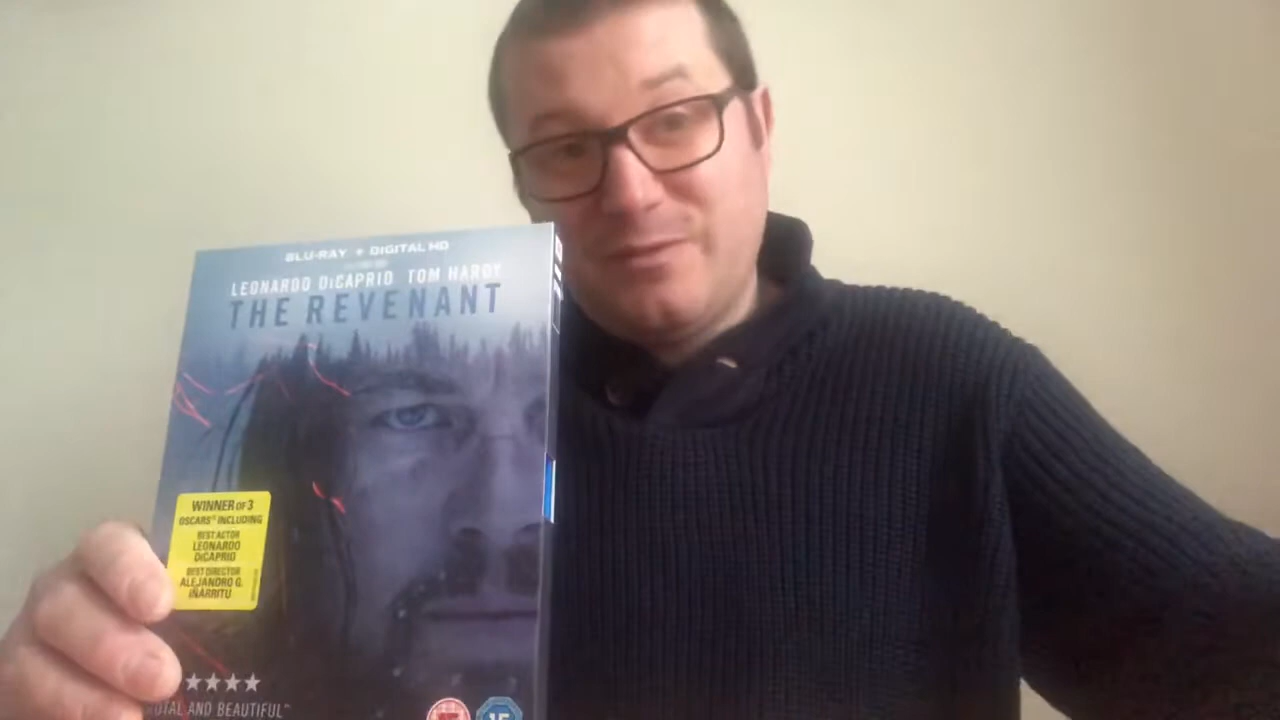 BLU-RAY + DIGITAL HD
LEONARDO DiCAPRIO TOM HARDY
THE REVENANT
WINNER OF 3
OSCARS® INCLUDING
BEST ACTOR
LEONARDO
DiCAPRIO
BEST DIRECTOR
ALEJANDRO G.
IÑÁRRITU
AND BEAUTIFUL"
15